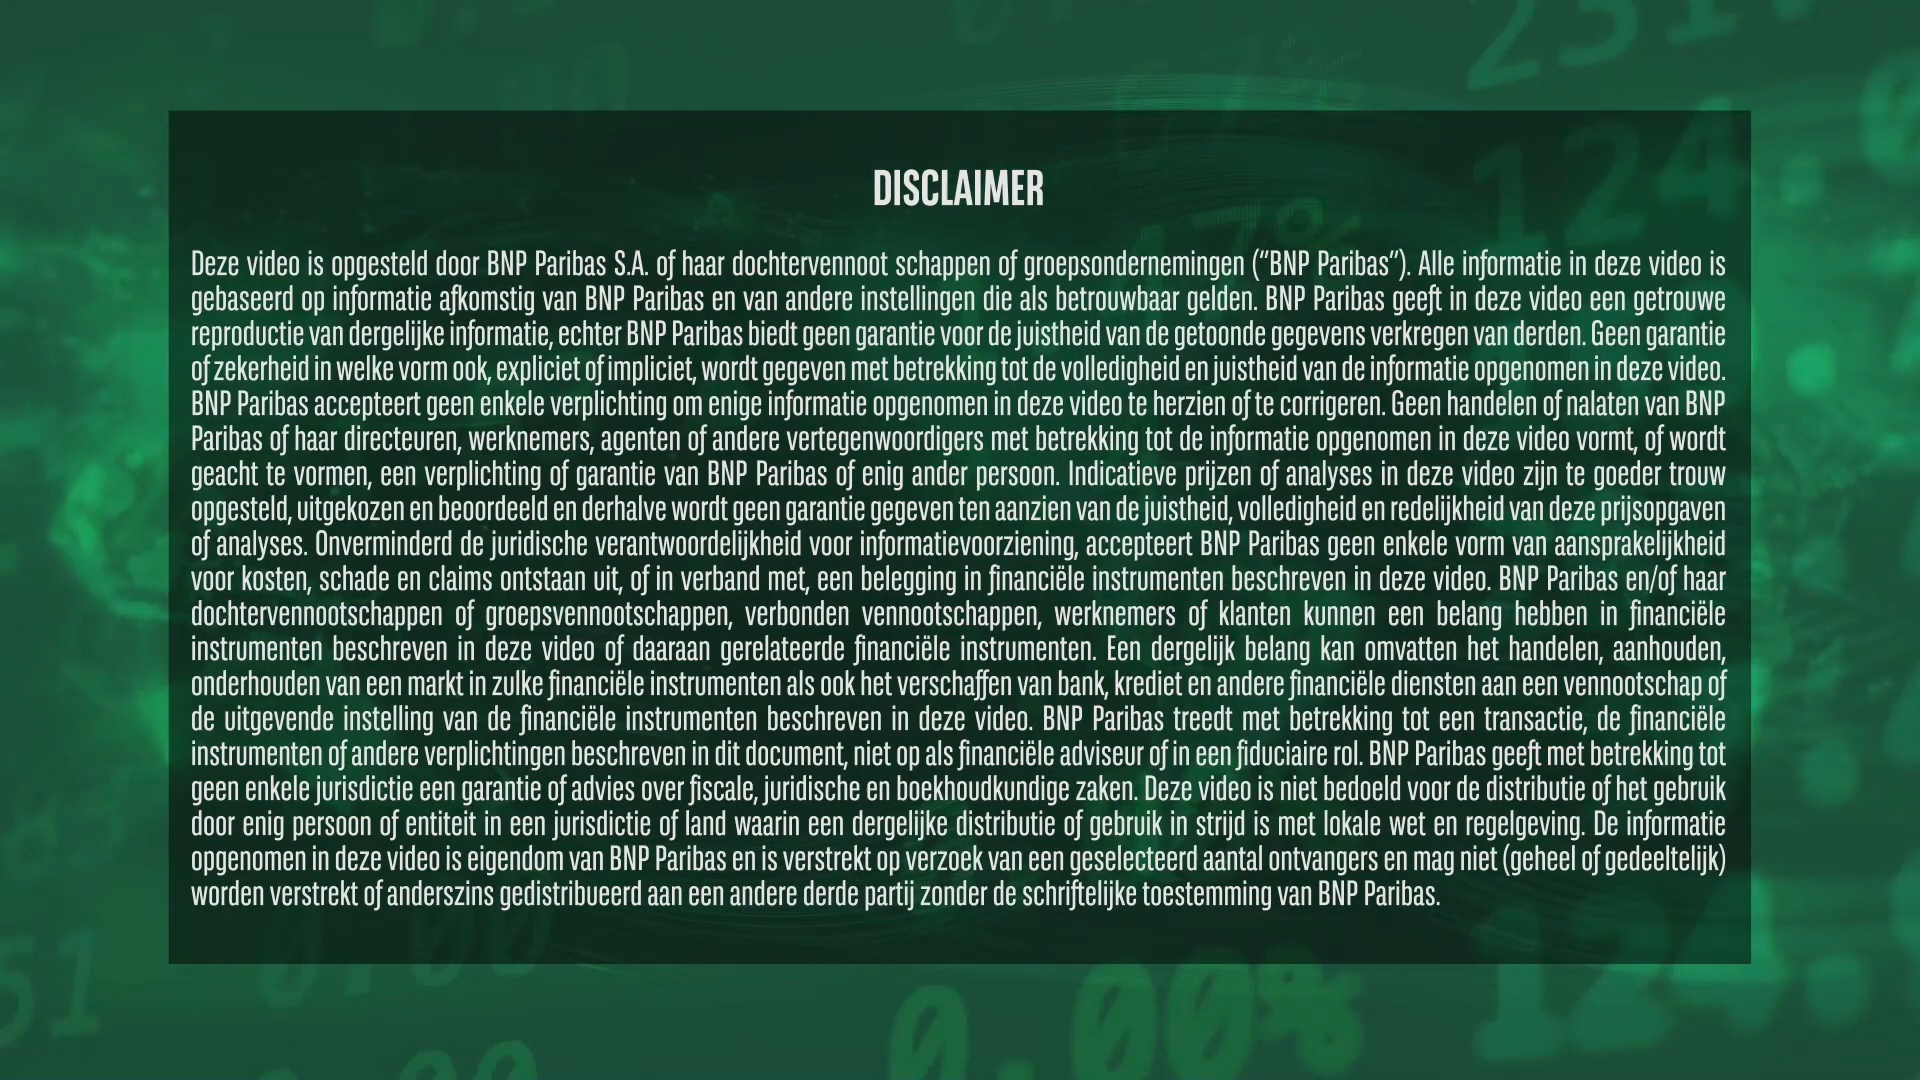 DISCLAIMER
Deze video is opgesteld door BNP Paribas S.A. of haar dochtervennoot schappen of groepsondernemingen (“BNP Paribas”). Alle informatie in deze video is
gebaseerd op informatie afkomstig van BNP Paribas en van andere instellingen die als betrouwbaar gelden. BNP Paribas geeft in deze video een getrouwe
reproductie van dergelijke informatie, echter BNP Paribas biedt geen garantie voor de juistheid van de getoonde gegevens verkregen van derden. Geen garantie
of zekerheid in welke vorm ook, expliciet of impliciet, wordt gegeven met betrekking tot de volledigheid en juistheid van de informatie opgenomen in deze video.
BNP Paribas accepteert geen enkele verplichting om enige informatie opgenomen in deze video te herzien of te corrigeren. Geen handelen of nalaten van BNP
Paribas of haar directeuren, werknemers, agenten of andere vertegenwoordigers met betrekking tot de informatie opgenomen in deze video vormt, of wordt
geacht te vormen, een verplichting of garantie van BNP Paribas of enig ander persoon. Indicatieve prijzen of analyses in deze video zijn te goeder trouw
opgesteld, uitgekozen en beoordeeld en derhalve wordt geen garantie gegeven ten aanzien van de juistheid, volledigheid en redelijkheid van deze prijsopgaven
of analyses. Onverminderd de juridische verantwoordelijkheid voor informatievoorziening, accepteert BNP Paribas geen enkele vorm van aansprakelijkheid
voor kosten, schade en claims ontstaan uit, of in verband met, een belegging in financiële instrumenten beschreven in deze video. BNP Paribas en/of haar
dochtervennootschappen of groepsvennootschappen, verbonden vennootschappen, werknemers of klanten kunnen een belang hebben in financiële
instrumenten beschreven in deze video of daaraan gerelateerde financiële instrumenten. Een dergelijk belang kan omvatten het handelen, aanhouden,
onderhouden van een markt in zulke financiële instrumenten als ook het verschaffen van bank, krediet en andere financiële diensten aan een vennootschap of
de uitgevende instelling van de financiële instrumenten beschreven in deze video. BNP Paribas treedt met betrekking tot een transactie, de financiële
instrumenten of andere verplichtingen beschreven in dit document, niet op als financiële adviseur of in een fiduciaire rol. BNP Paribas geeft met betrekking tot
geen enkele jurisdictie een garantie of advies over fiscale, juridische en boekhoudkundige zaken. Deze video is niet bedoeld voor de distributie of het gebruik
door enig persoon of entiteit in een jurisdictie of land waarin een dergelijke distributie of gebruik in strijd is met lokale wet en regelgeving. De informatie
opgenomen in deze video is eigendom van BNP Paribas en is verstrekt op verzoek van een geselecteerd aantal ontvangers en mag niet (geheel of gedeeltelijk)
worden verstrekt of anderszins gedistribueerd aan een andere derde partij zonder de schriftelijke toestemming van BNP Paribas.
0.00%